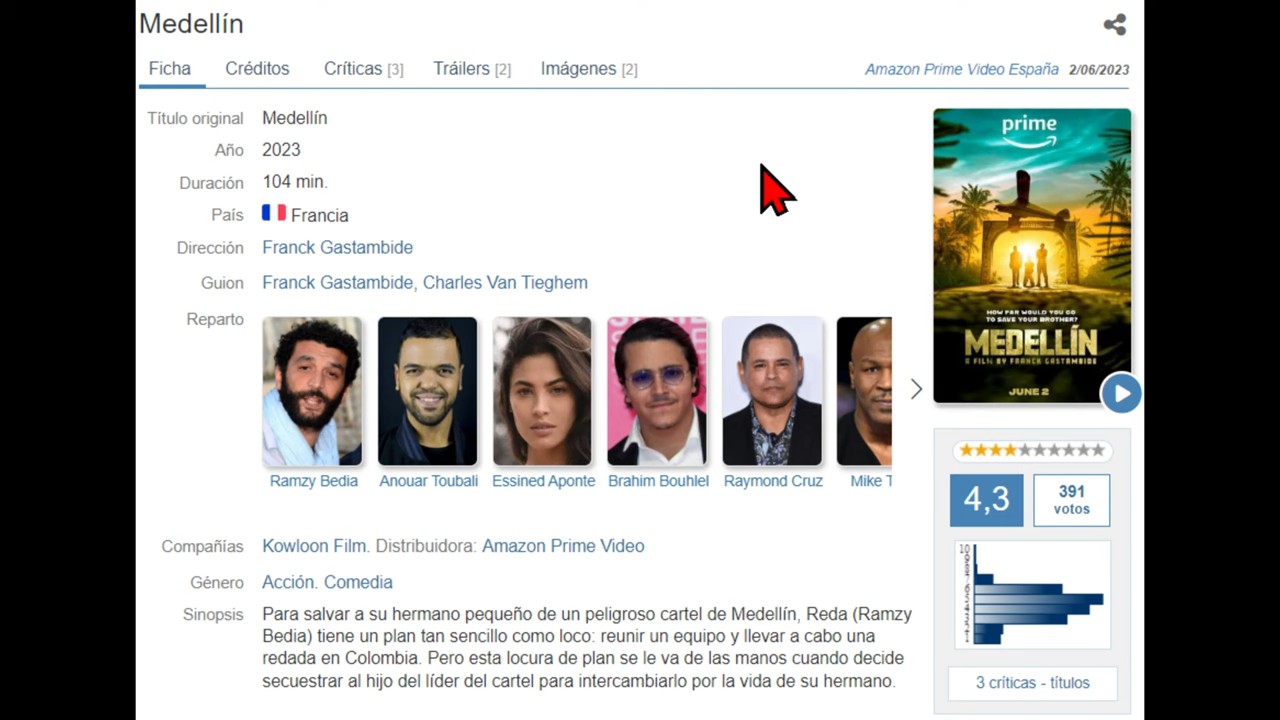 Medellín
Ficha Créditos Críticas [3] Tráilers [2] Imágenes [2] Amazon Prime Video España 2/06/2023
Título original Medellín
Año 2023
Duración 104 min.
País Francia
Dirección Franck Gastambide
Guion Franck Gastambide, Charles Van Tieghem
Reparto
Ramzy Bedia Anouar Toubali Essined Aponte Brahim Bouhlel Raymond Cruz Mike T
Compañías Kowloon Film. Distribuidora: Amazon Prime Video
Género Acción. Comedia
Sinopsis Para salvar a su hermano pequeño de un peligroso cartel de Medellín, Reda (Ramzy
Bedia) tiene un plan tan sencillo como loco: reunir un equipo y llevar a cabo una
redada en Colombia. Pero esta locura de plan se le va de las manos cuando decide
secuestrar al hijo del líder del cartel para intercambiarlo por la vida de su hermano.
prime
HOW FAR WOULD YOU GO
TO SAVE YOUR BROTHER?
MEDELLÍN
A FILM BY FRANCK GASTAMBIDE
JUNE 2
4,3
391
votos
10
3 críticas - títulos